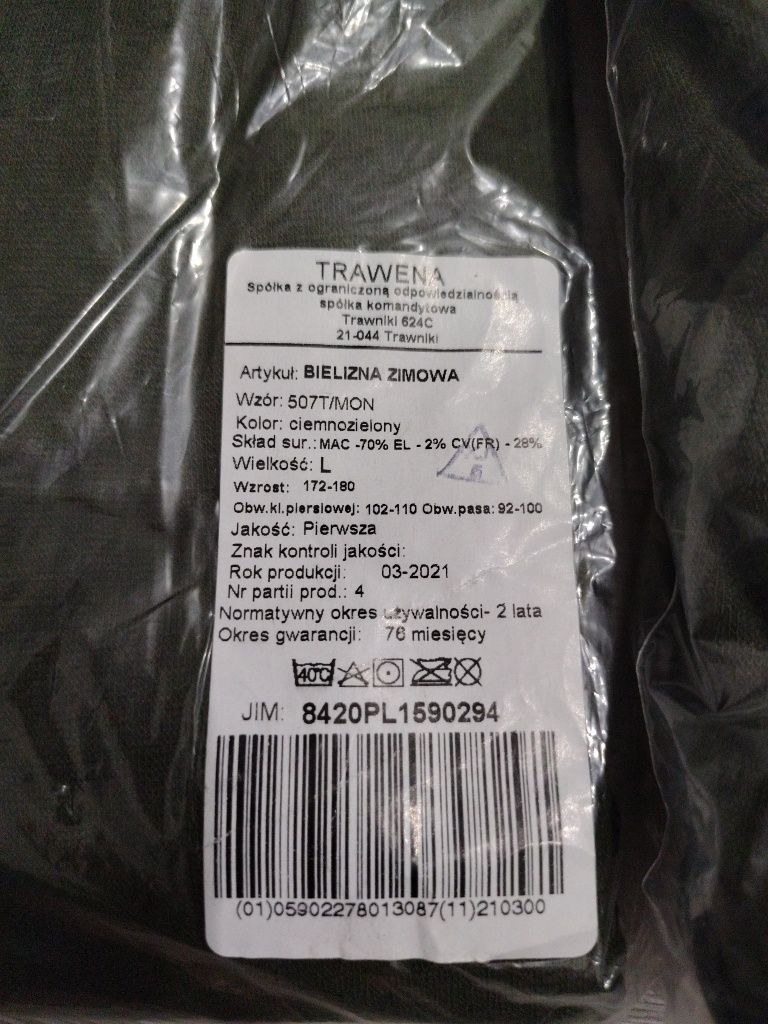 TRAWENA
Spółka z ograniczoną odpowiedzialnością
spółka komandytowa
Trawniki 624C
21-044 Trawniki
Artykuł: BIELIZNA ZIMOWA
Wzór: 507T/MON
Kolor: ciemnozielony
Skład sur.: MAC -70% EL - 2% CV(FR) - 28%
Wielkość: L
Wzrost: 172-180
Obw.kl.piersiowej: 102-110 Obw.pasa: 92-100
Jakość: Pierwsza
Znak kontroli jakości:
Rok produkcji: 03-2021
Nr partii prod.: 4
Normatywny okres używalności- 2 lata
Okres gwarancji: 76 miesięcy
40°C
JIM: 8420PL1590294
(01)05902278013087(11)210300